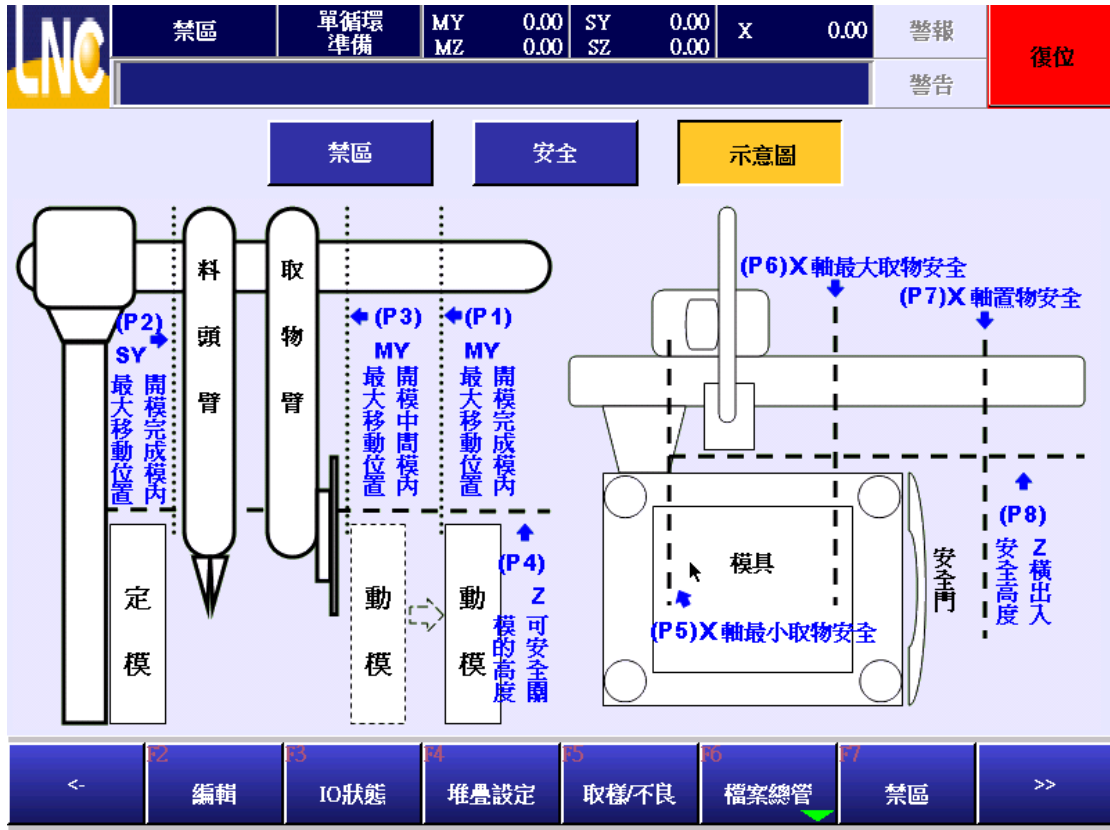 LNC
禁區
單循環
準備
MY 0.00
MZ 0.00
SY 0.00
SZ 0.00
X 0.00
警報
警告
復位
禁區
安全
示意圖
料頭臂
取物臂
(P2)
SY
開模完成模內
最大移動位置
(P3)
MY
開模中間模內
最大移動位置
(P1)
MY
開模完成模內
最大移動位置
(P4)
Z
可安全關
模的高度
定模
動模
動模
(P6)X軸最大取物安全
(P7)X軸置物安全
(P8)
Z橫出入
安全高度
模具
安全門
(P5)X軸最小取物安全
<-
F2
編輯
F3
IO狀態
F4
堆疊設定
F5
取樣/不良
F6
檔案總管
F7
禁區
>>